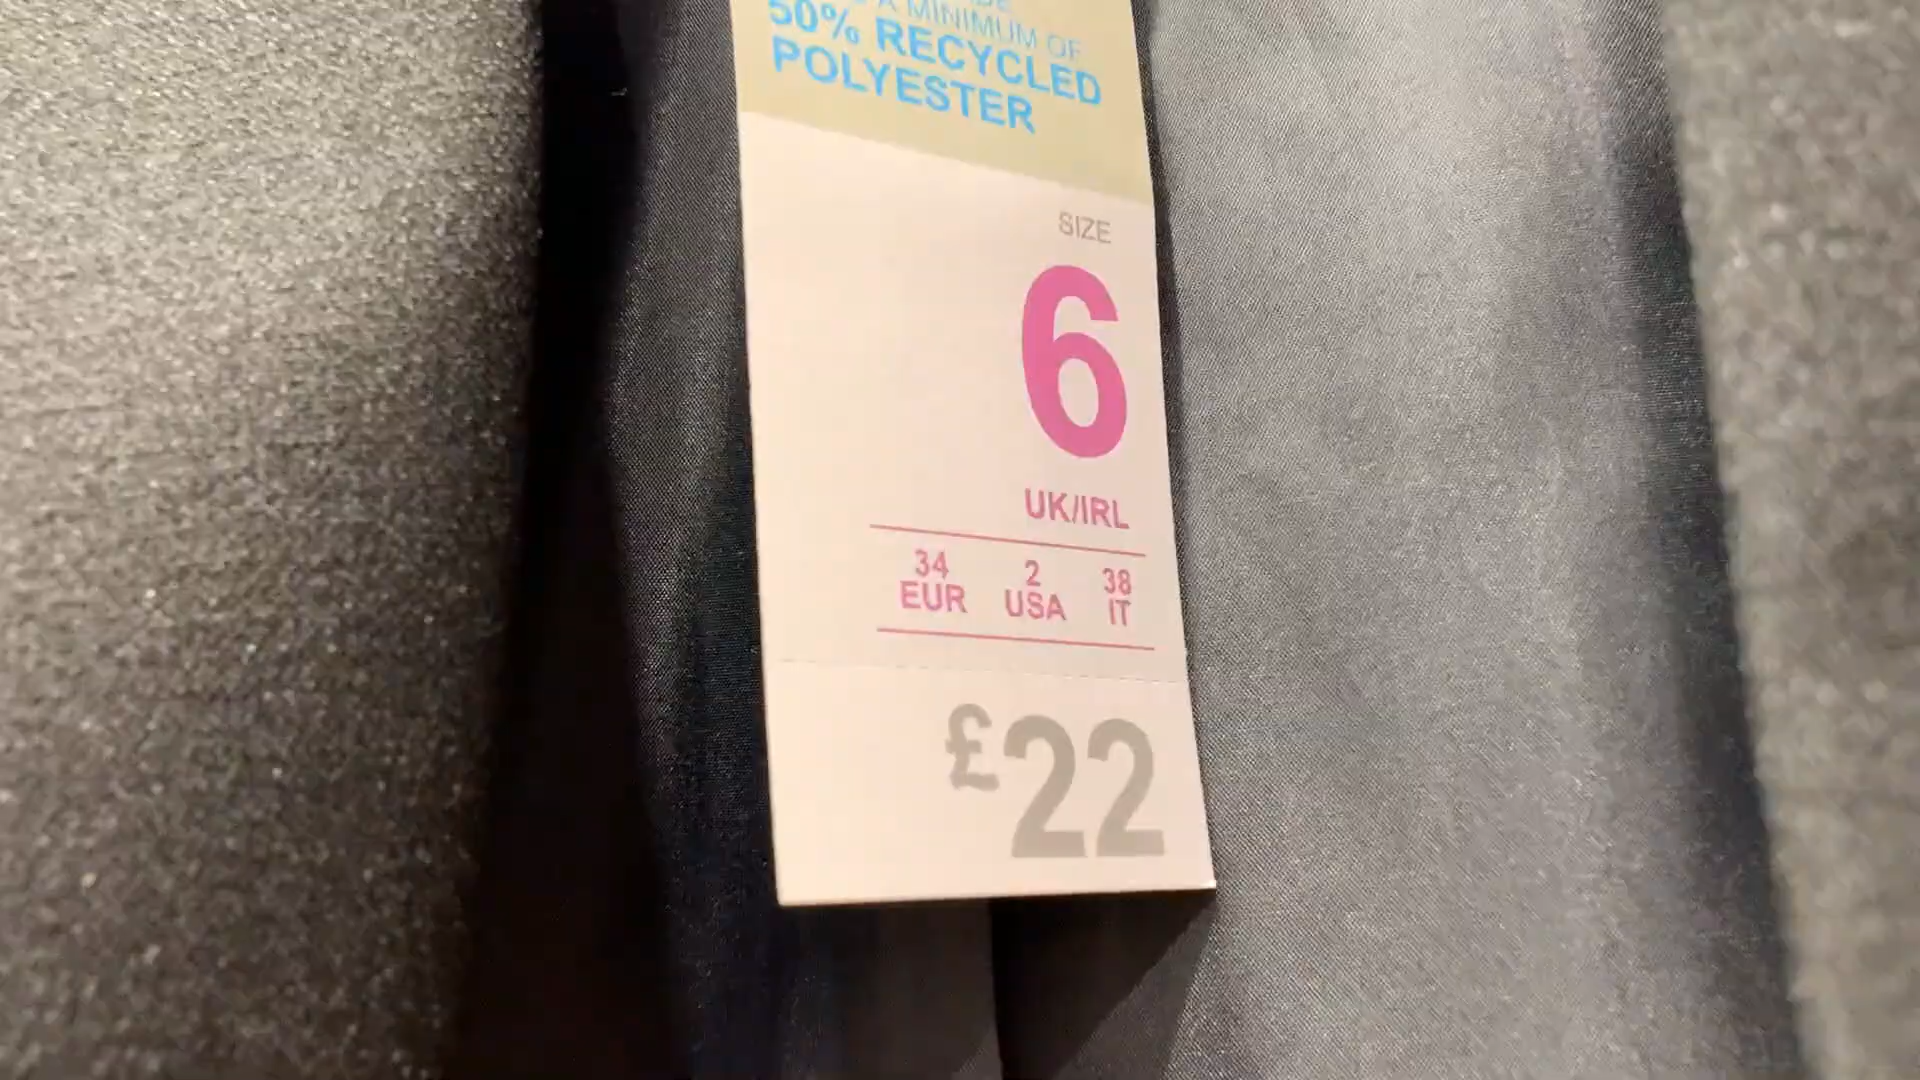 A MINIMUM OF
50% RECYCLED
POLYESTER
SIZE
6
UK/IRL
34 2 38
EUR USA IT
£22